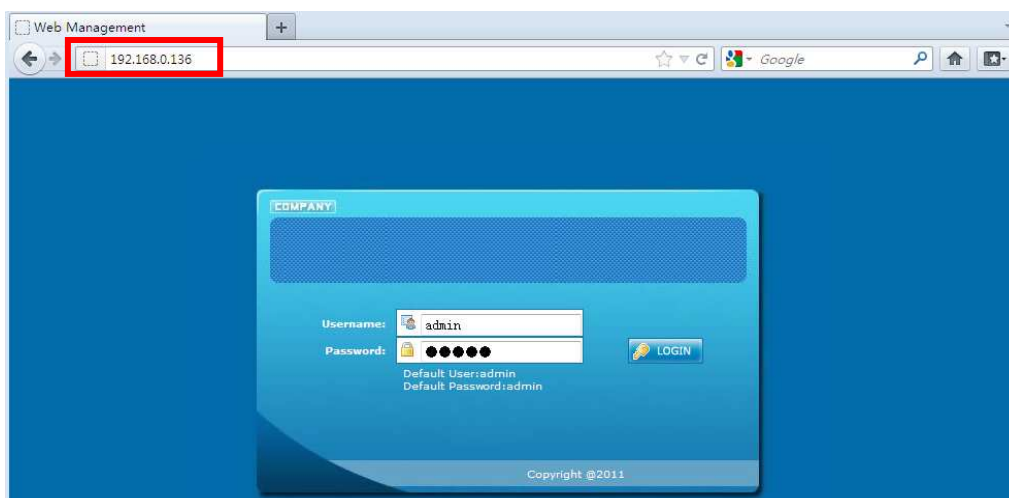 Web Management
192.168.0.136
Google
COMPANY
Username: admin
Password: ●●●●●
LOGIN
Default User:admin
Default Password:admin
Copyright @2011